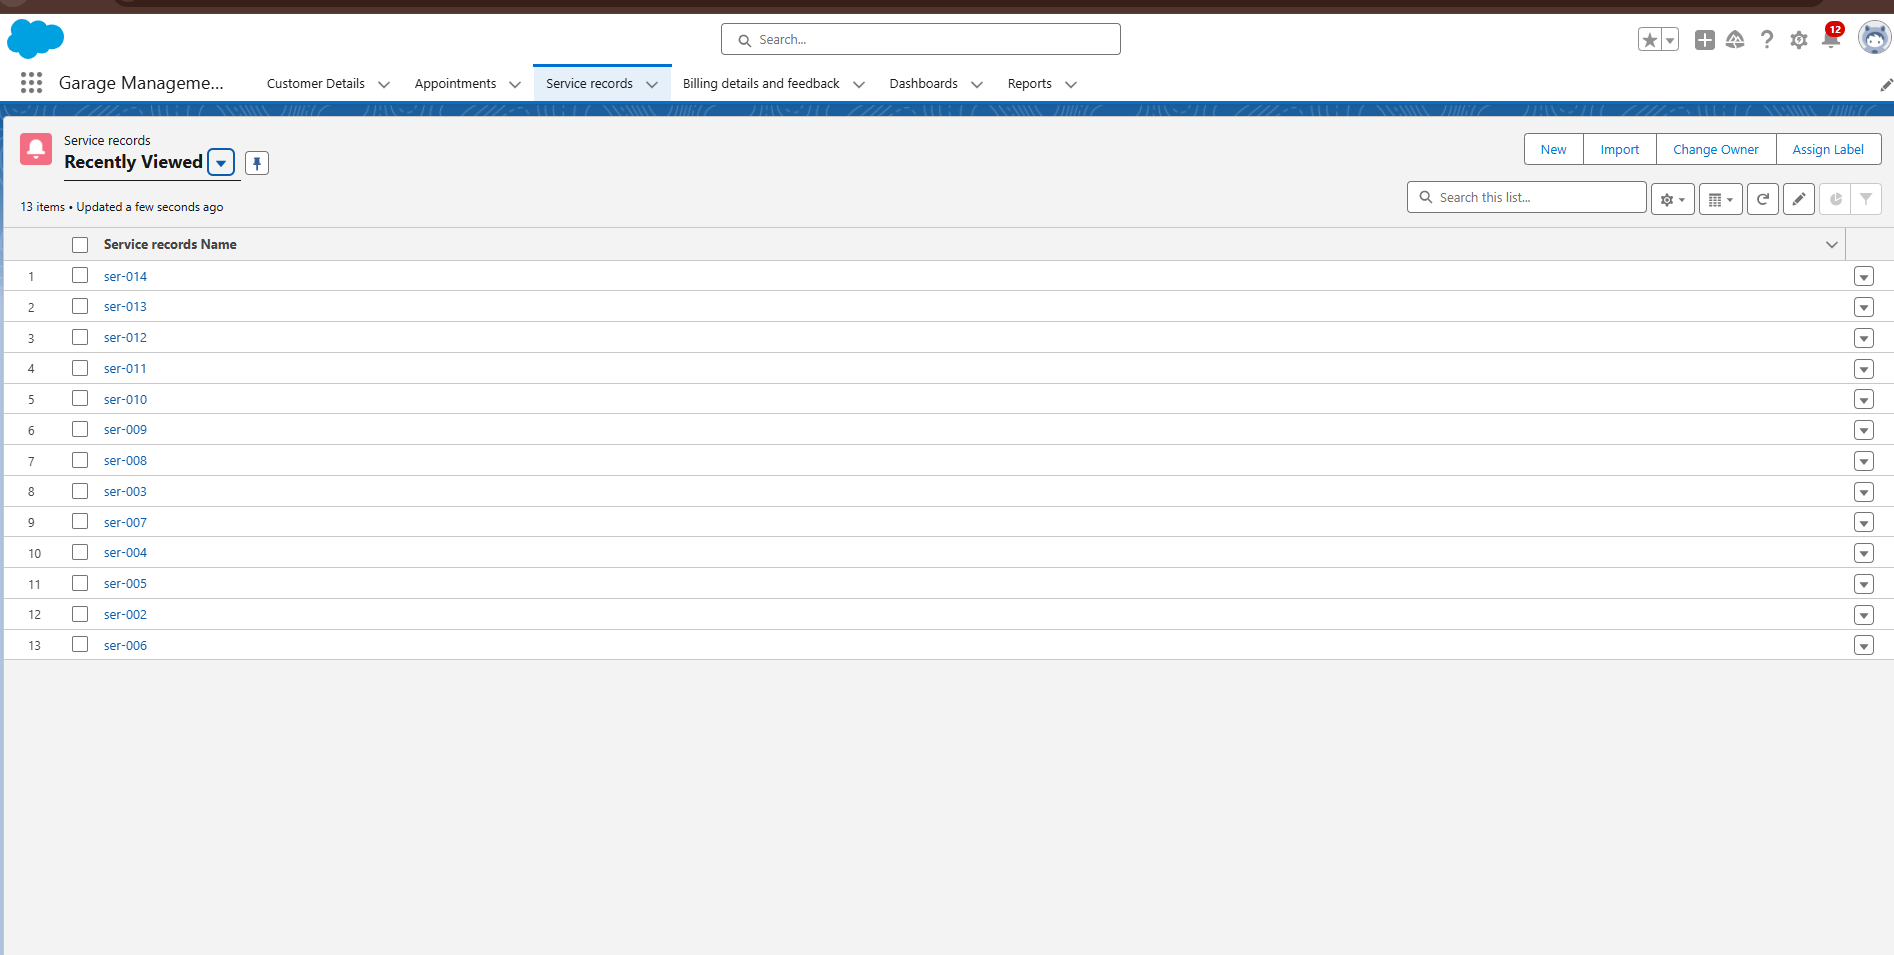 Search...
12
Garage Manageme... Customer Details Appointments Service records Billing details and feedback Dashboards Reports
Service records
Recently Viewed
New Import Change Owner Assign Label
13 items • Updated a few seconds ago
Search this list...
Service records Name
1 ser-014
2 ser-013
3 ser-012
4 ser-011
5 ser-010
6 ser-009
7 ser-008
8 ser-003
9 ser-007
10 ser-004
11 ser-005
12 ser-002
13 ser-006